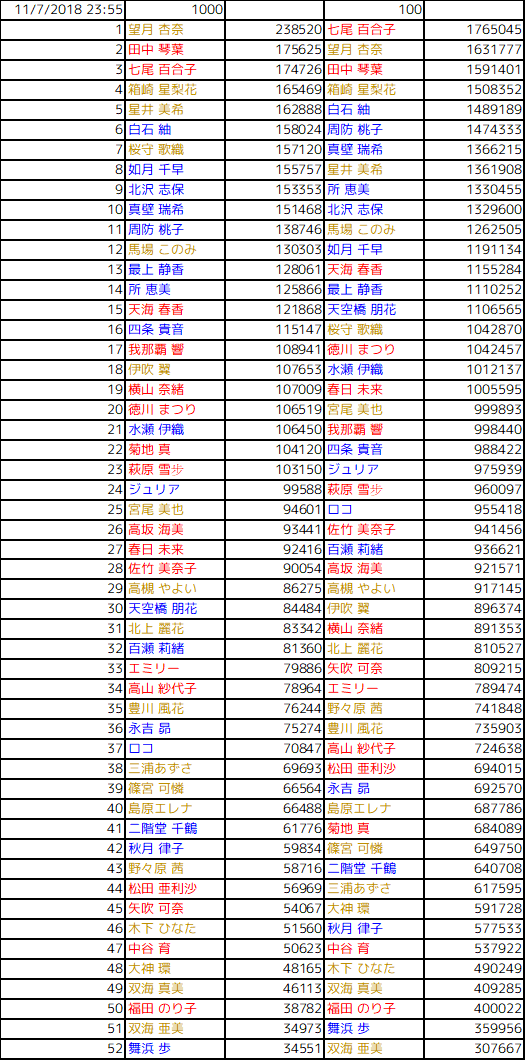 11/7/2018 23:55 1000 100
1 望月 杏奈 238520 七尾 百合子 1765045
2 田中 琴葉 175625 望月 杏奈 1631777
3 七尾 百合子 174726 田中 琴葉 1591401
4 箱崎 星梨花 165469 箱崎 星梨花 1508352
5 星井 美希 162888 白石 紬 1489189
6 白石 紬 158024 周防 桃子 1474333
7 桜守 歌織 157120 真壁 瑞希 1366215
8 如月 千早 155757 星井 美希 1361908
9 北沢 志保 153353 所 恵美 1330455
10 真壁 瑞希 151468 北沢 志保 1329600
11 周防 桃子 138746 馬場 このみ 1262505
12 馬場 このみ 130303 如月 千早 1191134
13 最上 静香 128061 天海 春香 1155284
14 所 恵美 125866 最上 静香 1110252
15 天海 春香 121868 天空橋 朋花 1106565
16 四条 貴音 115147 桜守 歌織 1042870
17 我那覇 響 108941 徳川 まつり 1042457
18 伊吹 翼 107653 水瀬 伊織 1012137
19 横山 奈緒 107009 春日 未来 1005595
20 徳川 まつり 106519 宮尾 美也 999893
21 水瀬 伊織 106450 我那覇 響 998440
22 菊地 真 104120 四条 貴音 988422
23 萩原 雪歩 103150 ジュリア 975939
24 ジュリア 99588 萩原 雪歩 960097
25 宮尾 美也 94601 ロコ 955418
26 高坂 海美 93441 佐竹 美奈子 941456
27 春日 未来 92416 百瀬 莉緒 936621
28 佐竹 美奈子 90054 高坂 海美 921571
29 高槻 やよい 86275 高槻 やよい 917145
30 天空橋 朋花 84484 伊吹 翼 896374
31 北上 麗花 83342 横山 奈緒 891353
32 百瀬 莉緒 81360 北上 麗花 810527
33 エミリー 79886 矢吹 可奈 809215
34 高山 紗代子 78964 エミリー 789474
35 豊川 風花 76244 野々原 茜 741848
36 永吉 昴 75274 豊川 風花 735903
37 ロコ 70847 高山 紗代子 724638
38 三浦あずさ 69693 松田 亜利沙 694015
39 篠宮 可憐 66564 永吉 昴 692570
40 島原エレナ 66488 島原エレナ 687786
41 二階堂 千鶴 61776 菊地 真 684089
42 秋月 律子 59834 篠宮 可憐 649750
43 野々原 茜 58716 二階堂 千鶴 640708
44 松田 亜利沙 56969 三浦あずさ 617595
45 矢吹 可奈 54067 大神 環 591728
46 木下 ひなた 51560 秋月 律子 577533
47 中谷 育 50623 中谷 育 537922
48 大神 環 48165 木下 ひなた 490249
49 双海 真美 46113 双海 真美 409285
50 福田 のり子 38782 福田 のり子 400022
51 双海 亜美 34973 舞浜 歩 359956
52 舞浜 歩 34551 双海 亜美 307667